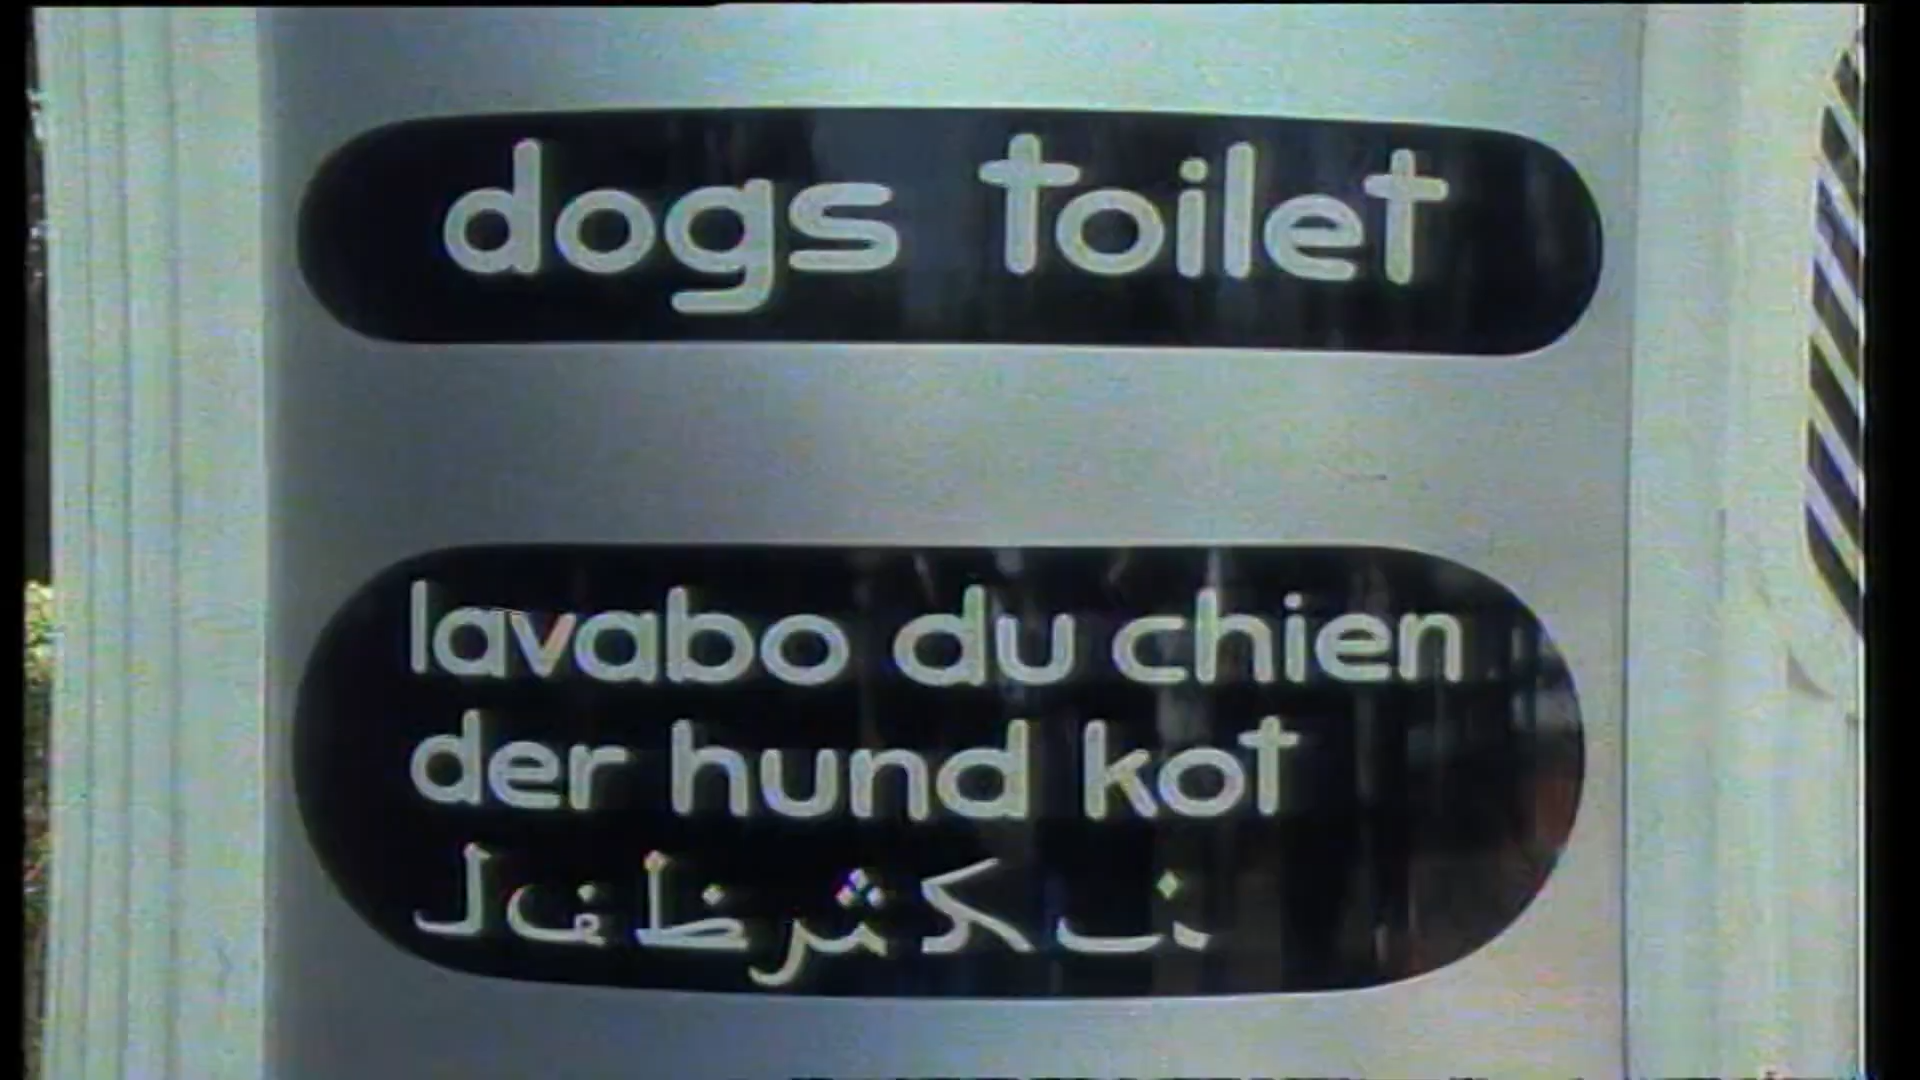 dogs toilet
lavabo du chien
der hund kot